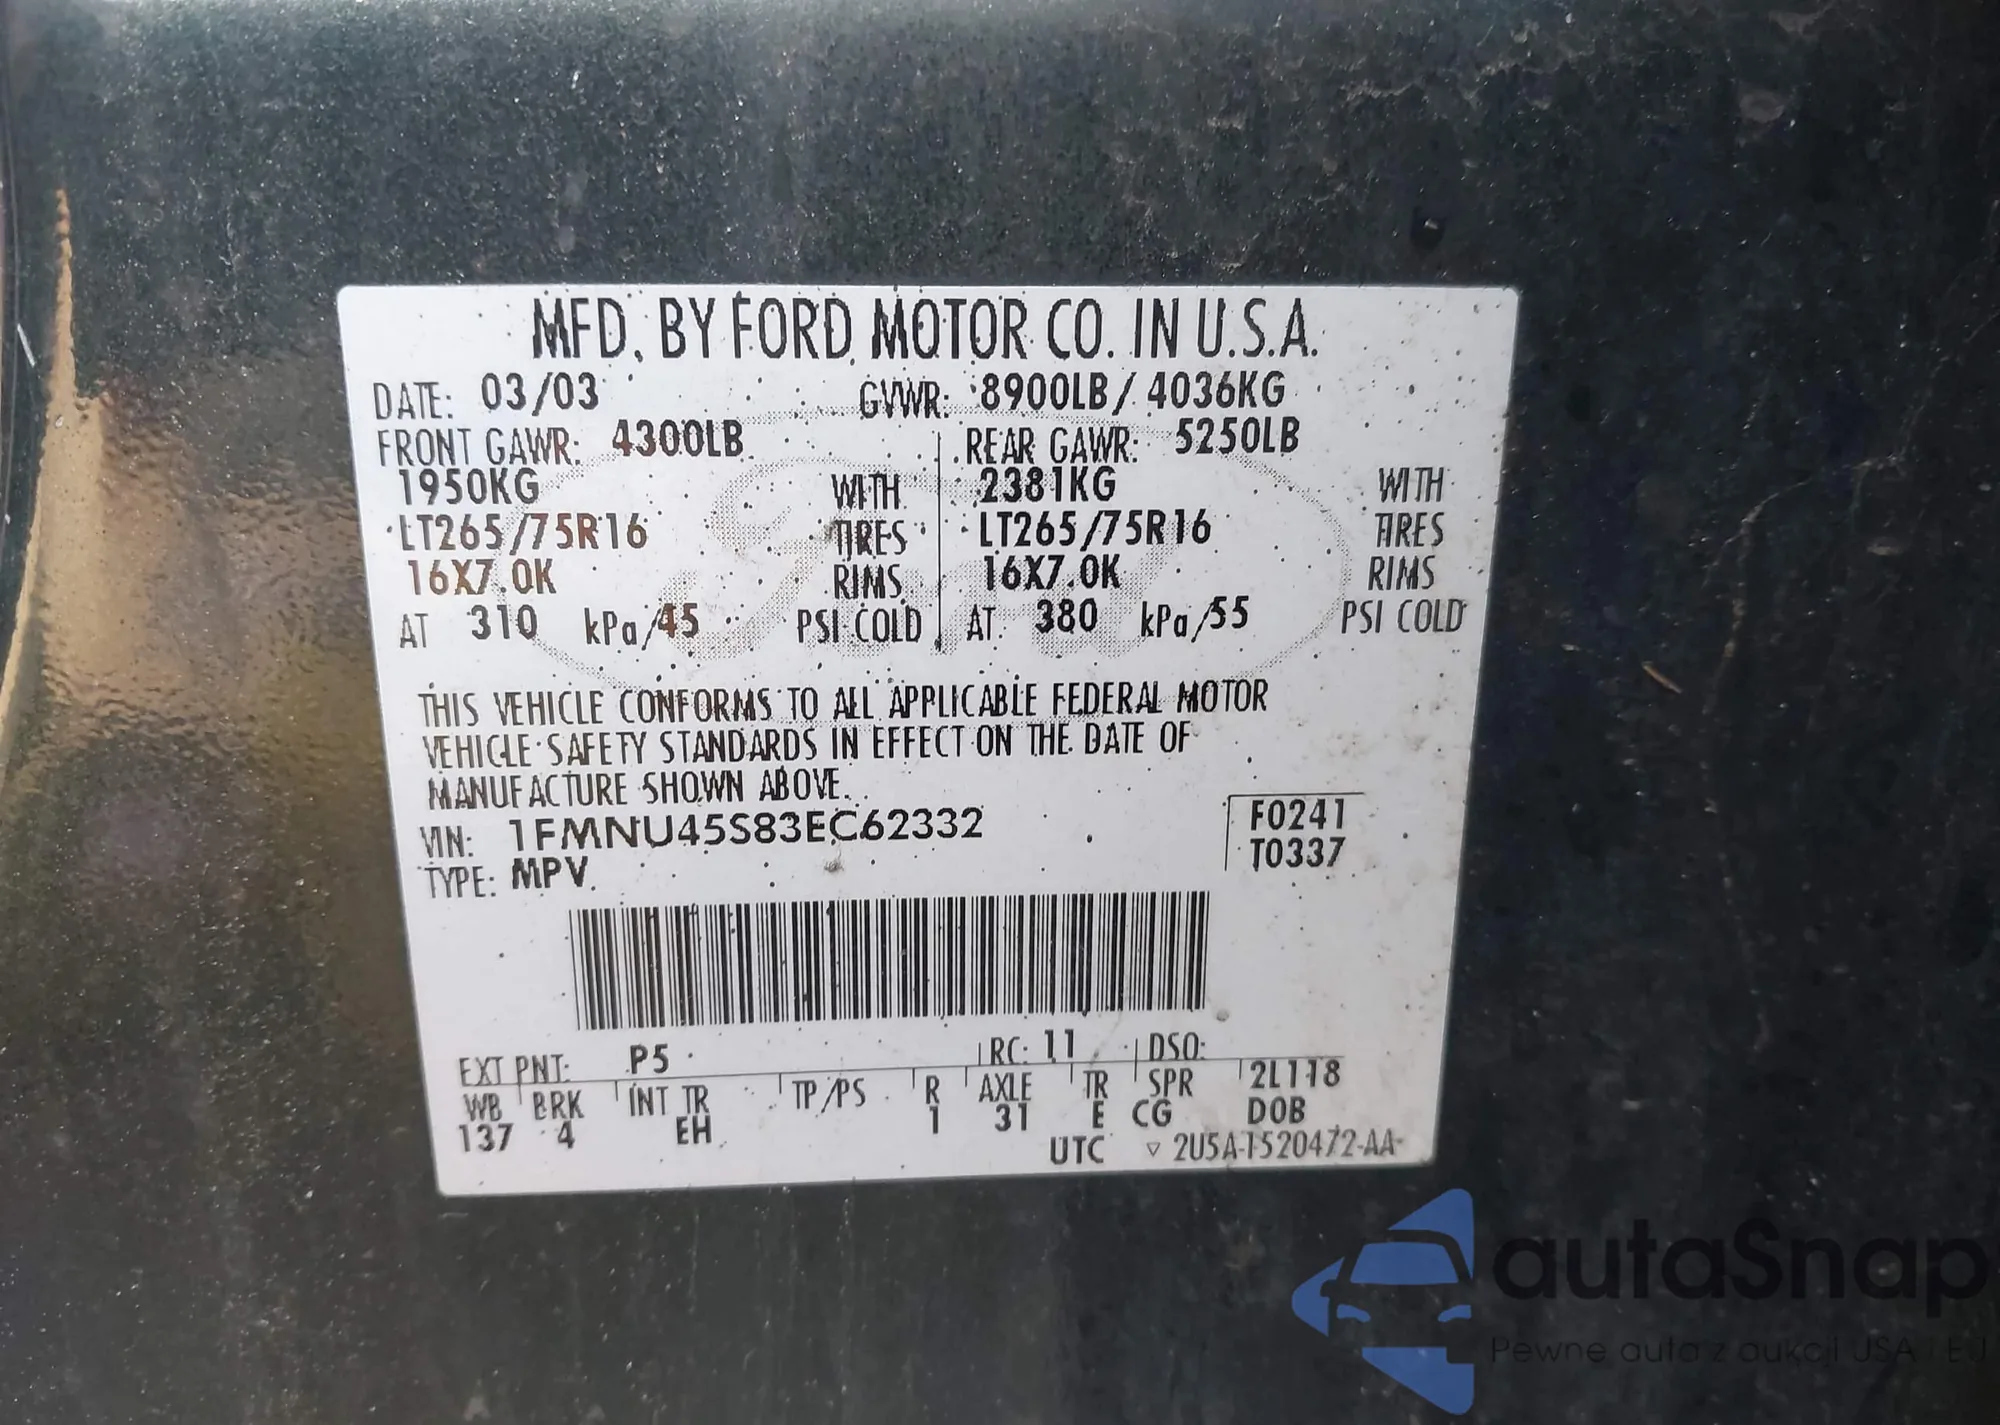 MFD. BY FORD MOTOR CO. IN U.S.A.
DATE: 03/03 GVWR: 8900LB/ 4036KG
FRONT GAWR: 4300LB REAR GAWR: 5250LB
1950KG WITH 2381KG WITH
LT265/75R16 TIRES LT265/75R16 TIRES
16X7.0K RIMS 16X7.0K RIMS
AT 310 kPa/45 PSI COLD AT 380 kPa/55 PSI COLD
THIS VEHICLE CONFORMS TO ALL APPLICABLE FEDERAL MOTOR
VEHICLE SAFETY STANDARDS IN EFFECT ON THE DATE OF
MANUFACTURE SHOWN ABOVE.
VIN: 1FMNU45S83EC62332 F0241
TYPE: MPV T0337
EXT PNT: P5 RC: 11 DSO:
WB BRK INT TR TP/PS R AXLE TR SPR 2L118
137 4 EH 1 31 E CG DOB
UTC ▽ 2U5A-1520472-AA
autaSnap
Pewne auta z aukcji USA i EU